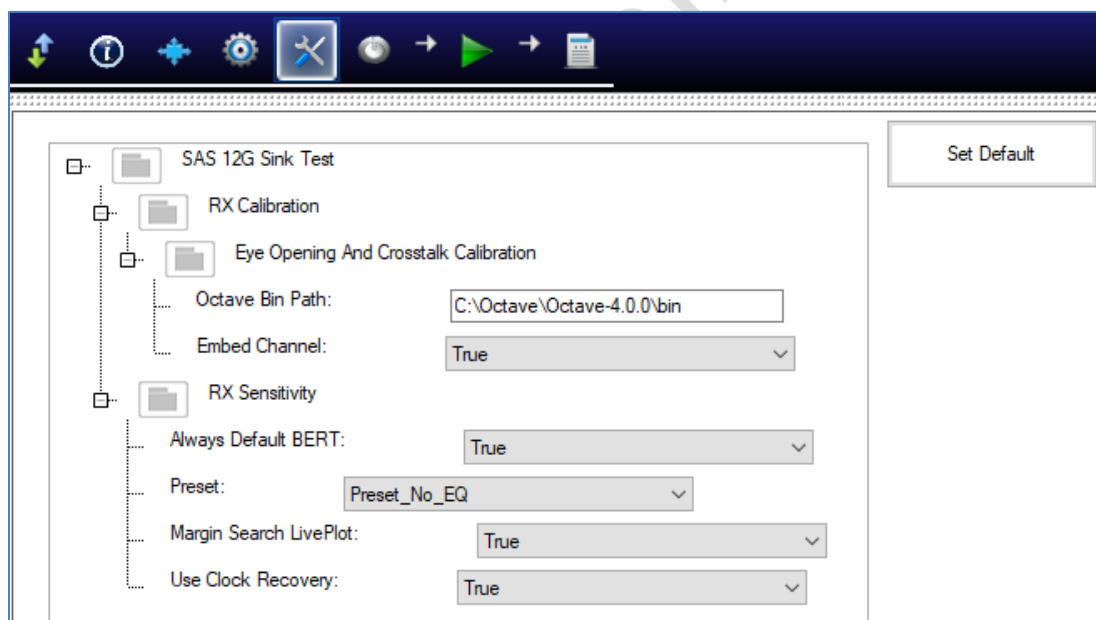 SAS 12G Sink Test
Set Default
RX Calibration
Eye Opening And Crosstalk Calibration
Octave Bin Path: C:\Octave\Octave-4.0.0\bin
Embed Channel: True
RX Sensitivity
Always Default BERT: True
Preset: Preset_No_EQ
Margin Search LivePlot: True
Use Clock Recovery: True